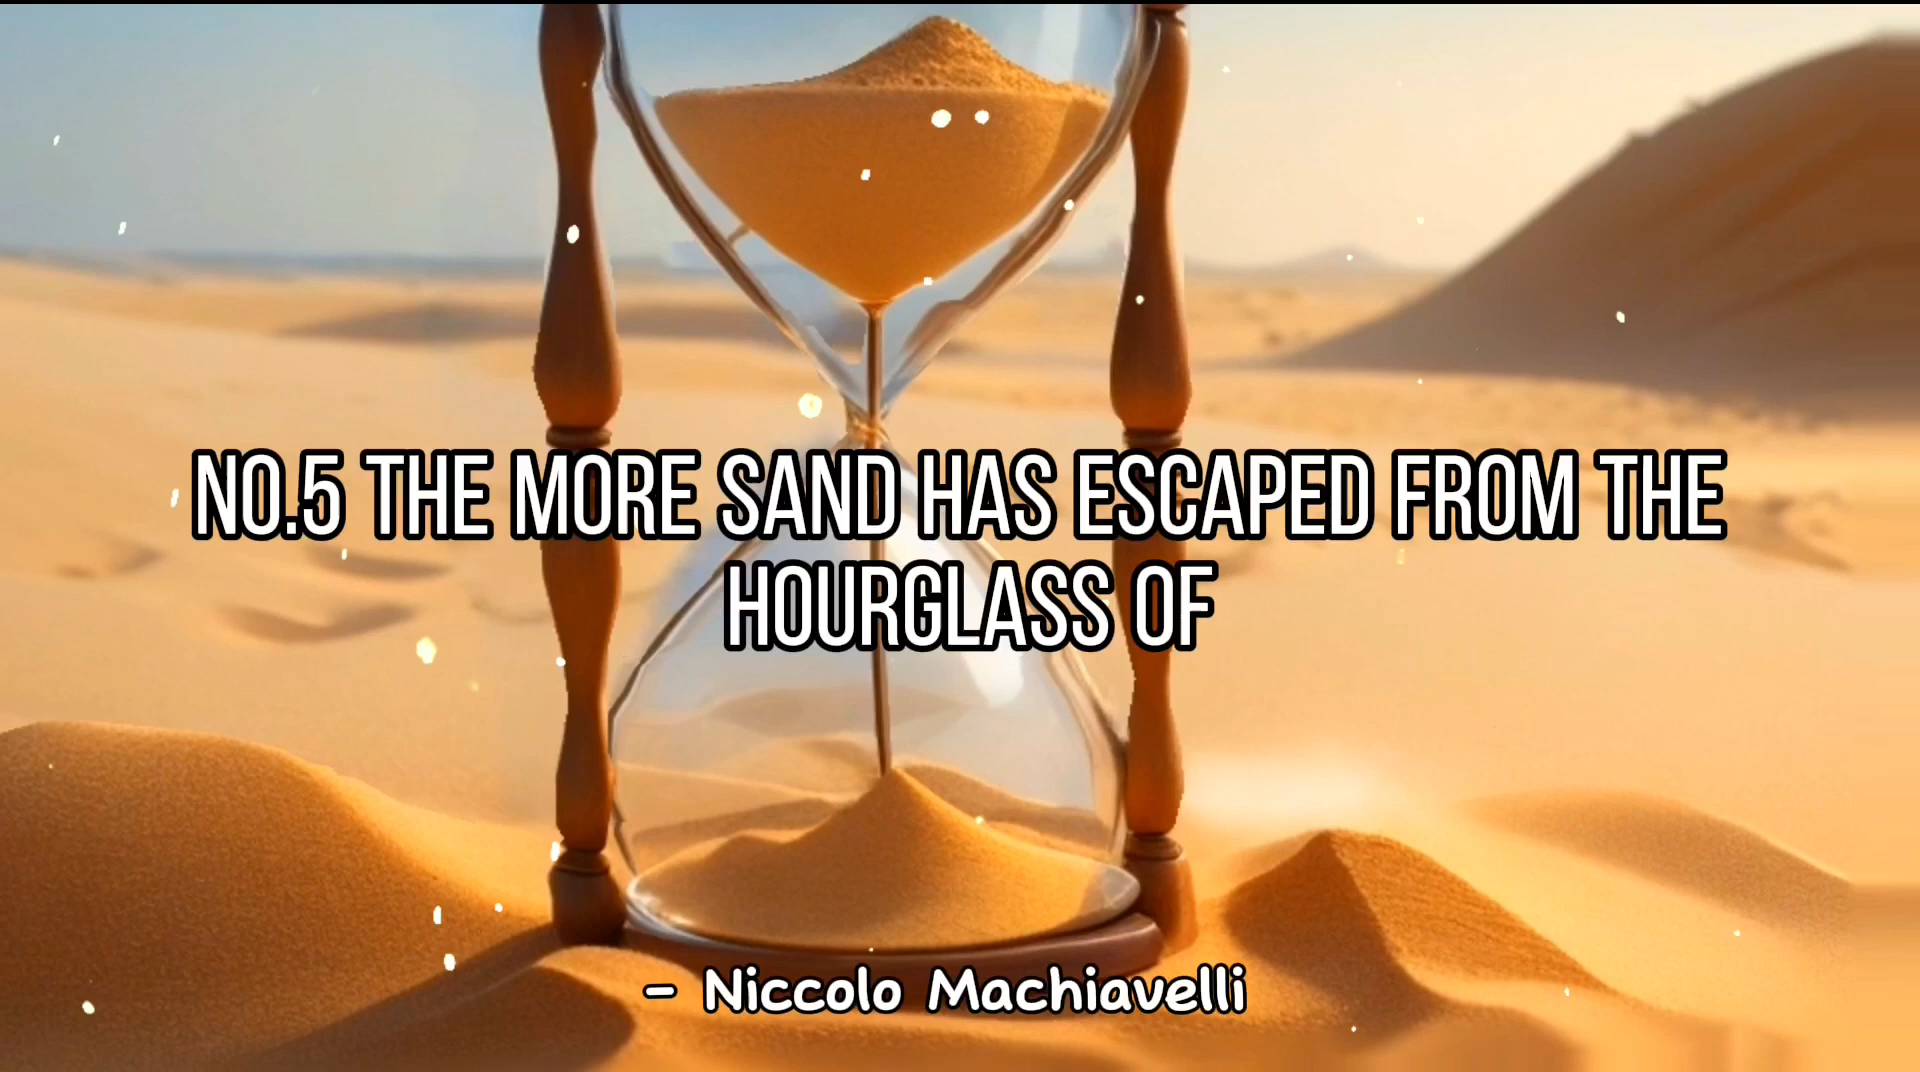 NO.5 THE MORE SAND HAS ESCAPED FROM THE
HOURGLASS OF
- Niccolo Machiavelli